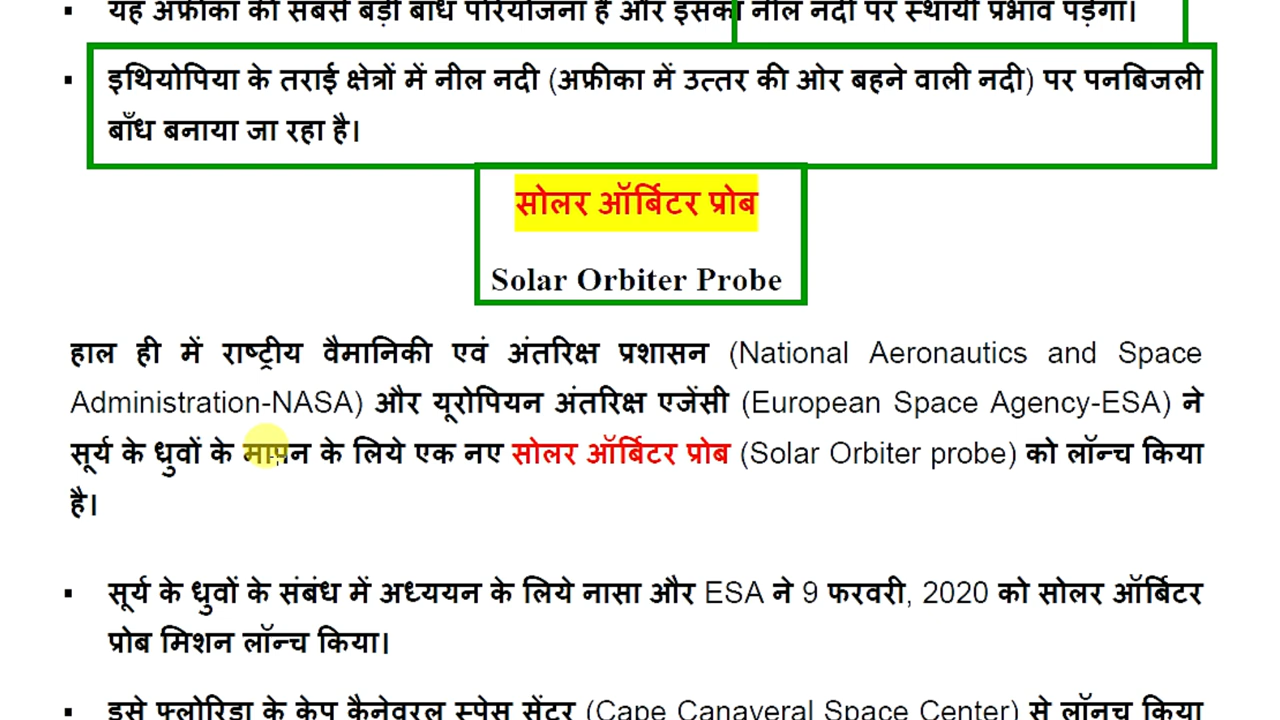 यह अफ्रीका की सबसे बड़ी बाँध परियोजना है और इसका नील नदी पर स्थायी प्रभाव पड़ेगा।
▪ इथियोपिया के तराई क्षेत्रों में नील नदी (अफ्रीका में उत्तर की ओर बहने वाली नदी) पर पनबिजली
बाँध बनाया जा रहा है।
सोलर ऑर्बिटर प्रोब
Solar Orbiter Probe
हाल ही में राष्ट्रीय वैमानिकी एवं अंतरिक्ष प्रशासन (National Aeronautics and Space
Administration-NASA) और यूरोपियन अंतरिक्ष एजेंसी (European Space Agency-ESA) ने
सूर्य के ध्रुवों के मापन के लिये एक नए सोलर ऑर्बिटर प्रोब (Solar Orbiter probe) को लॉन्च किया
है।
▪ सूर्य के ध्रुवों के संबंध में अध्ययन के लिये नासा और ESA ने 9 फरवरी, 2020 को सोलर ऑर्बिटर
प्रोब मिशन लॉन्च किया।
▪ इसे फ्लोरिडा के केप कैनेवरल स्पेस सेंटर (Cape Canaveral Space Center) से लॉन्च किया